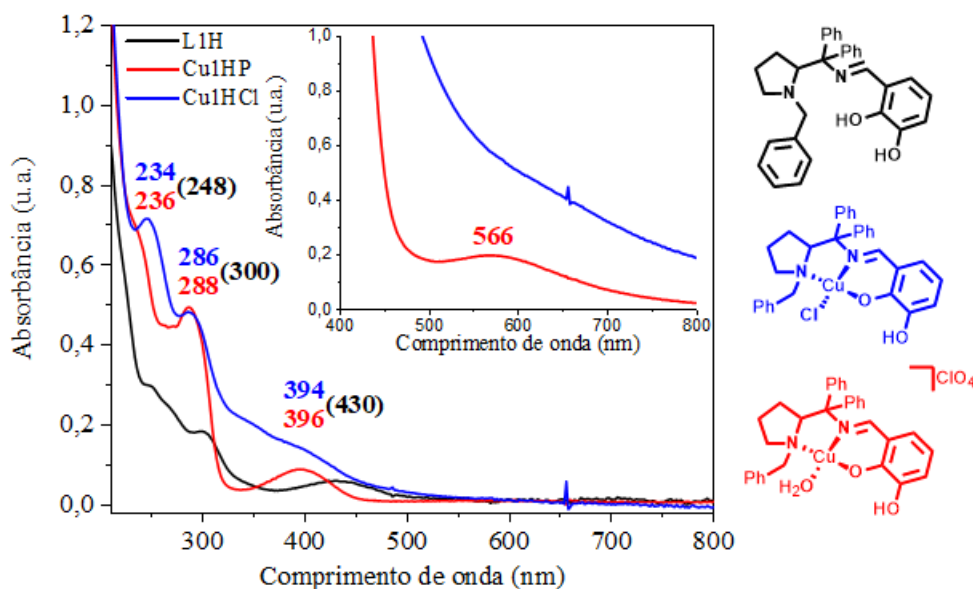 Absorbância (u.a.)
1,2
1,0
0,8
0,6
0,4
0,2
0,0
L1H
Cu1HP
Cu1HCl
234
236
(248)
286
288
(300)
394
396
(430)
200
300
400
500
600
700
800
Comprimento de onda (nm)
Absorbância (u.a.)
1,0
0,8
0,6
0,4
0,2
0,0
566
400
500
600
700
800
Comprimento de onda (nm)
Ph
Ph
N
N
HO
HO
Ph
Ph
N
N
Cu
O
Ph
Cl
HO
ClO4
Ph
Ph
N
N
Cu
O
Ph
H2O
HO